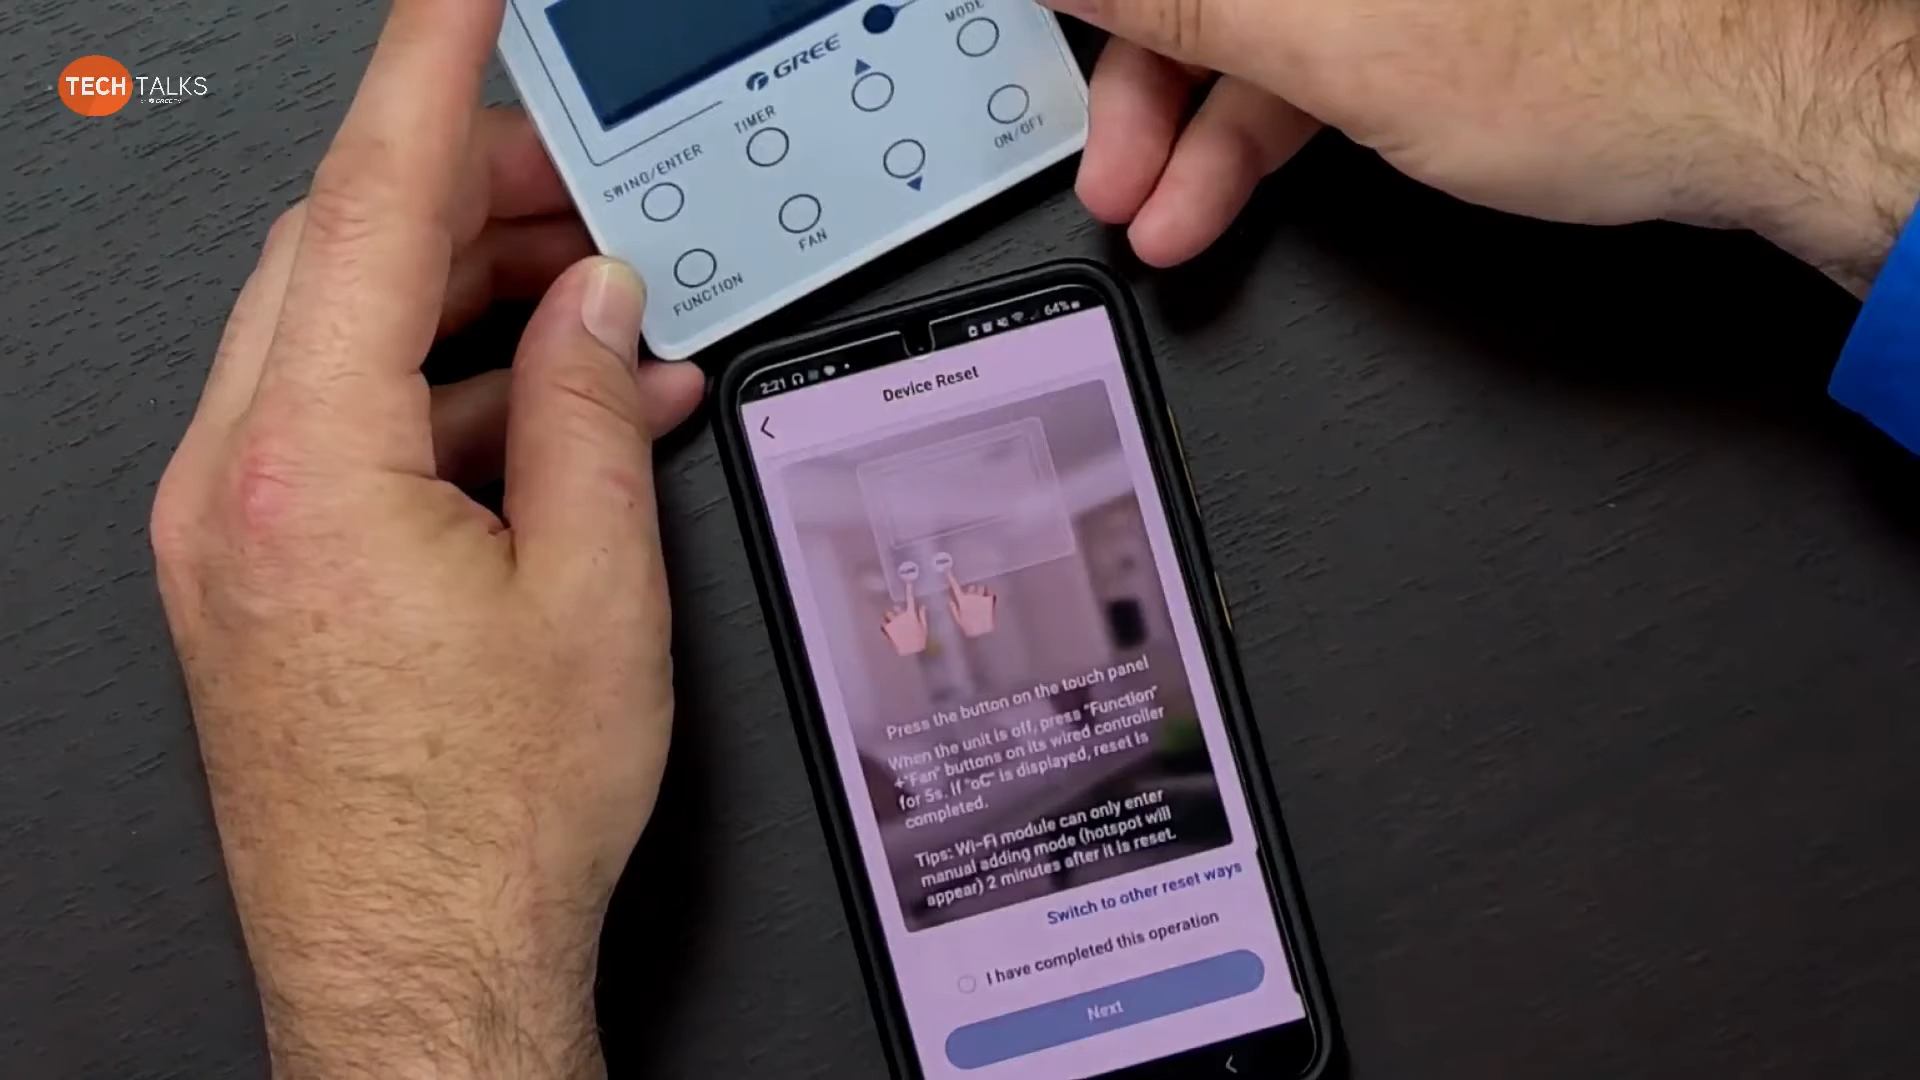 TECH TALKS
GREE
MODE
TIMER
ON/OFF
SWING/ENTER
FAN
FUNCTION
2:21
64%
Device Reset
Press the button on the touch panel
When the unit is off, press "Function"
+"Fan" buttons on its wired controller
for 5s. If "oC" is displayed, reset is
completed.
Tips: Wi-Fi module can only enter
manual adding mode (hotspot will
appear) 2 minutes after it is reset.
Switch to other reset ways
I have completed this operation
Next